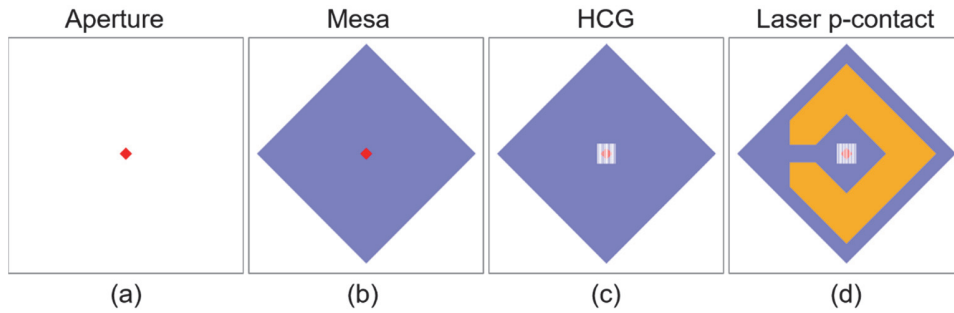 Aperture
Mesa
HCG
Laser p-contact
(a)
(b)
(c)
(d)